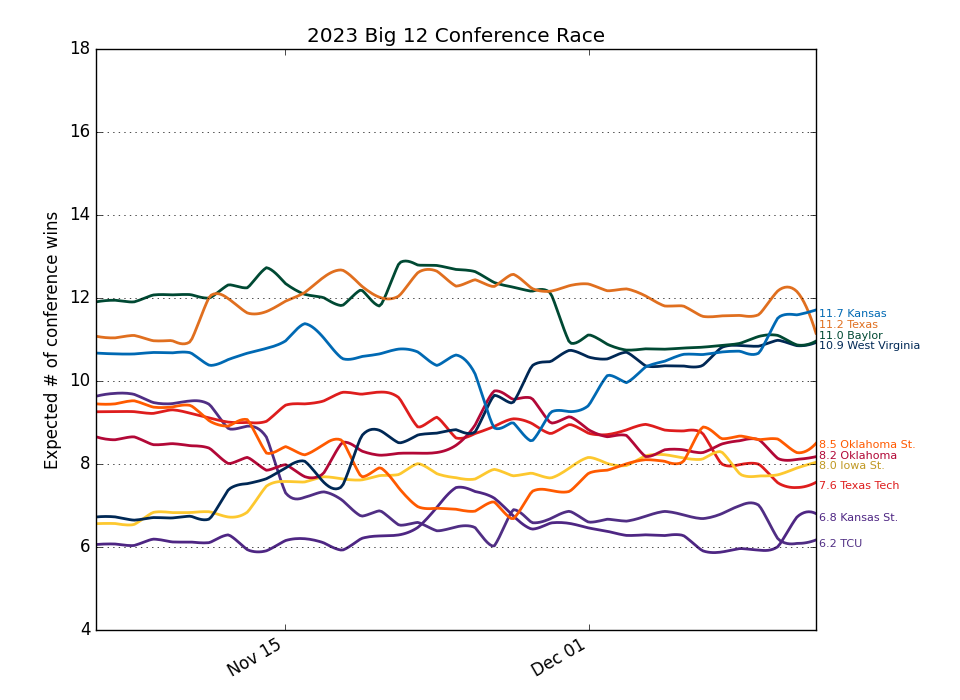 2023 Big 12 Conference Race
Expected # of conference wins
18
16
14
12
10
8
6
4
Nov 15
Dec 01
11.7 Kansas
11.2 Texas
11.0 Baylor
10.9 West Virginia
8.5 Oklahoma St.
8.2 Oklahoma
8.0 Iowa St.
7.6 Texas Tech
6.8 Kansas St.
6.2 TCU